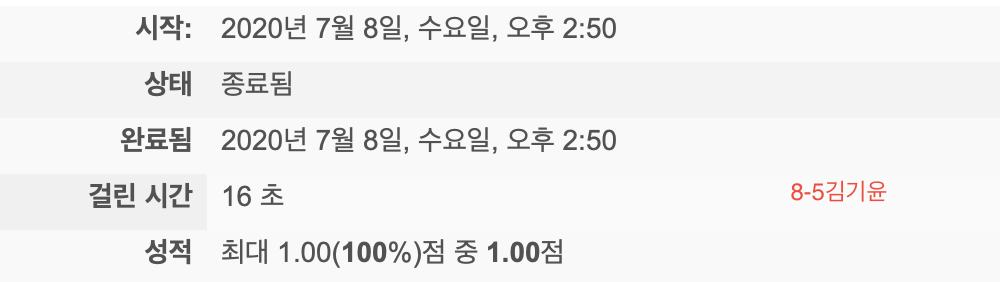 시작: 2020년 7월 8일, 수요일, 오후 2:50
상태 종료됨
완료됨 2020년 7월 8일, 수요일, 오후 2:50
걸린 시간 16 초 8-5김기윤
성적 최대 1.00(100%)점 중 1.00점